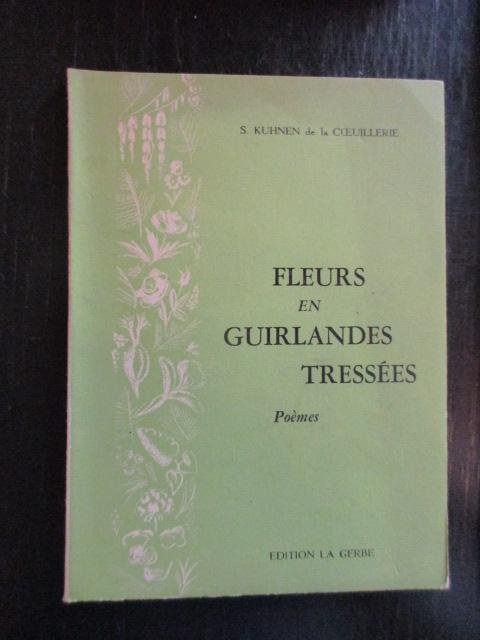 S. KUHNEN de la CŒUILLERIE
FLEURS
EN
GUIRLANDES
TRESSÉES
Poèmes
EDITION LA GERBE